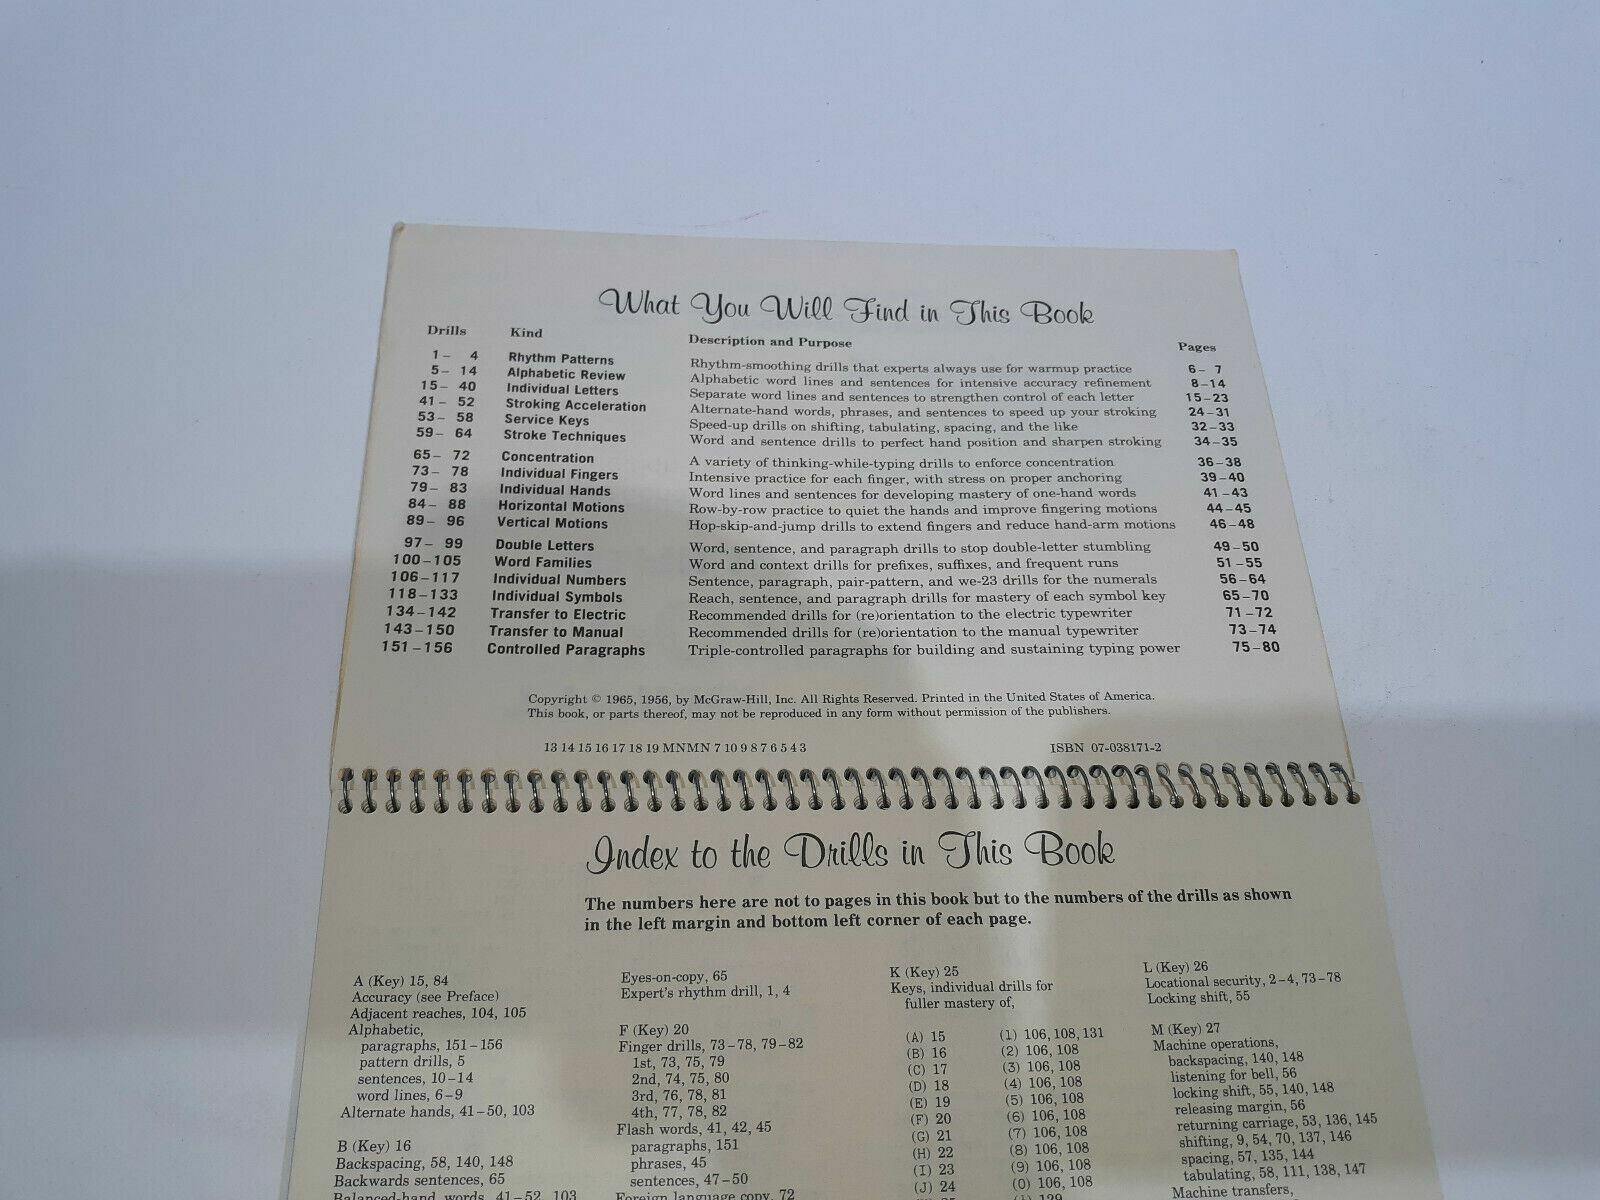 What You Will Find in This Book
Drills Kind Description and Purpose Pages
1– 4 Rhythm Patterns Rhythm-smoothing drills that experts always use for warmup practice 6– 7
5– 14 Alphabetic Review Alphabetic word lines and sentences for intensive accuracy refinement 8–14
15– 40 Individual Letters Separate word lines and sentences to strengthen control of each letter 15–23
41– 52 Stroking Acceleration Alternate-hand words, phrases, and sentences to speed up your stroking 24–31
53– 58 Service Keys Speed-up drills on shifting, tabulating, spacing, and the like 32–33
59– 64 Stroke Techniques Word and sentence drills to perfect hand position and sharpen stroking 34–35
65– 72 Concentration A variety of thinking-while-typing drills to enforce concentration 36–38
73– 78 Individual Fingers Intensive practice for each finger, with stress on proper anchoring 39–40
79– 83 Individual Hands Word lines and sentences for developing mastery of one-hand words 41–43
84– 88 Horizontal Motions Row-by-row practice to quiet the hands and improve fingering motions 44–45
89– 96 Vertical Motions Hop-skip-and-jump drills to extend fingers and reduce hand-arm motions 46–48
97– 99 Double Letters Word, sentence, and paragraph drills to stop double-letter stumbling 49–50
100–105 Word Families Word and context drills for prefixes, suffixes, and frequent runs 51–55
106–117 Individual Numbers Sentence, paragraph, pair-pattern, and we-23 drills for the numerals 56–64
118–133 Individual Symbols Reach, sentence, and paragraph drills for mastery of each symbol key 65–70
134–142 Transfer to Electric Recommended drills for (re)orientation to the electric typewriter 71–72
143–150 Transfer to Manual Recommended drills for (re)orientation to the manual typewriter 73–74
151–156 Controlled Paragraphs Triple-controlled paragraphs for building and sustaining typing power 75–80
Copyright © 1965, 1956, by McGraw-Hill, Inc. All Rights Reserved. Printed in the United States of America.
This book, or parts thereof, may not be reproduced in any form without permission of the publishers.
13 14 15 16 17 18 19 MNMN 7 10 9 8 7 6 5 4 3 ISBN 07-038171-2
Index to the Drills in This Book
The numbers here are not to pages in this book but to the numbers of the drills as shown
in the left margin and bottom left corner of each page.
A (Key) 15, 84
Accuracy (see Preface)
Adjacent reaches, 104, 105
Alphabetic,
paragraphs, 151–156
pattern drills, 5
sentences, 10–14
word lines, 6–9
Alternate hands, 41–50, 103
B (Key) 16
Backspacing, 58, 140, 148
Backwards sentences, 65
Balanced-hand words, 41–52, 103
Eyes-on-copy, 65
Expert's rhythm drill, 1, 4
F (Key) 20
Finger drills, 73–78, 79–82
1st, 73, 75, 79
2nd, 74, 75, 80
3rd, 76, 78, 81
4th, 77, 78, 82
Flash words, 41, 42, 45
paragraphs, 151
phrases, 45
sentences, 47–50
Foreign language copy, 72
K (Key) 25
Keys, individual drills for
fuller mastery of,
(A) 15 (1) 106, 108, 131
(B) 16 (2) 106, 108
(C) 17 (3) 106, 108
(D) 18 (4) 106, 108
(E) 19 (5) 106, 108
(F) 20 (6) 106, 108
(G) 21 (7) 106, 108
(H) 22 (8) 106, 108
(I) 23 (9) 106, 108
(J) 24 (0) 106, 108
L (Key) 26
Locational security, 2–4, 73–78
Locking shift, 55
M (Key) 27
Machine operations,
backspacing, 140, 148
listening for bell, 56
locking shift, 55, 140, 148
releasing margin, 56
returning carriage, 53, 136, 145
shifting, 9, 54, 70, 137, 146
spacing, 57, 135, 144
tabulating, 58, 111, 138, 147
Machine transfers,